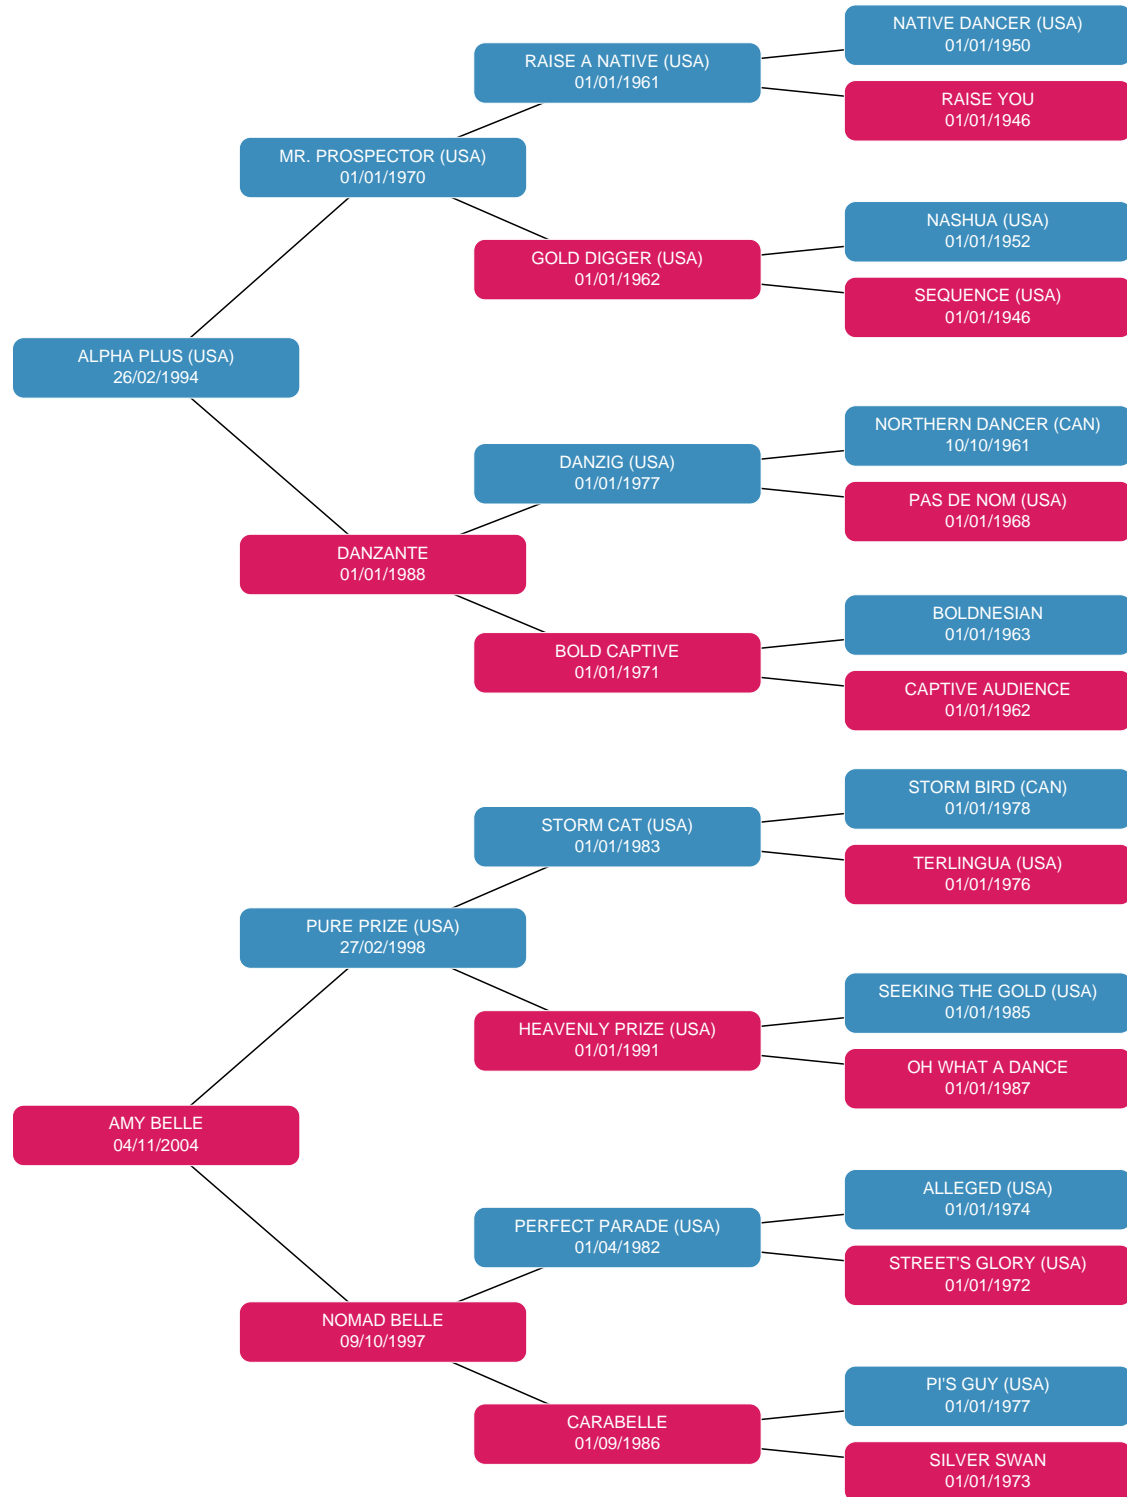 NATIVE DANCER (USA)
01/01/1950
RAISE A NATIVE (USA)
01/01/1961
RAISE YOU
01/01/1946
MR. PROSPECTOR (USA)
01/01/1970
NASHUA (USA)
01/01/1952
GOLD DIGGER (USA)
01/01/1962
SEQUENCE (USA)
01/01/1946
ALPHA PLUS (USA)
26/02/1994
NORTHERN DANCER (CAN)
10/10/1961
DANZIG (USA)
01/01/1977
PAS DE NOM (USA)
01/01/1968
DANZANTE
01/01/1988
BOLDNESIAN
01/01/1963
BOLD CAPTIVE
01/01/1971
CAPTIVE AUDIENCE
01/01/1962
STORM BIRD (CAN)
01/01/1978
STORM CAT (USA)
01/01/1983
TERLINGUA (USA)
01/01/1976
PURE PRIZE (USA)
27/02/1998
SEEKING THE GOLD (USA)
01/01/1985
HEAVENLY PRIZE (USA)
01/01/1991
OH WHAT A DANCE
01/01/1987
AMY BELLE
04/11/2004
ALLEGED (USA)
01/01/1974
PERFECT PARADE (USA)
01/04/1982
STREET'S GLORY (USA)
01/01/1972
NOMAD BELLE
09/10/1997
PI'S GUY (USA)
01/01/1977
CARABELLE
01/09/1986
SILVER SWAN
01/01/1973